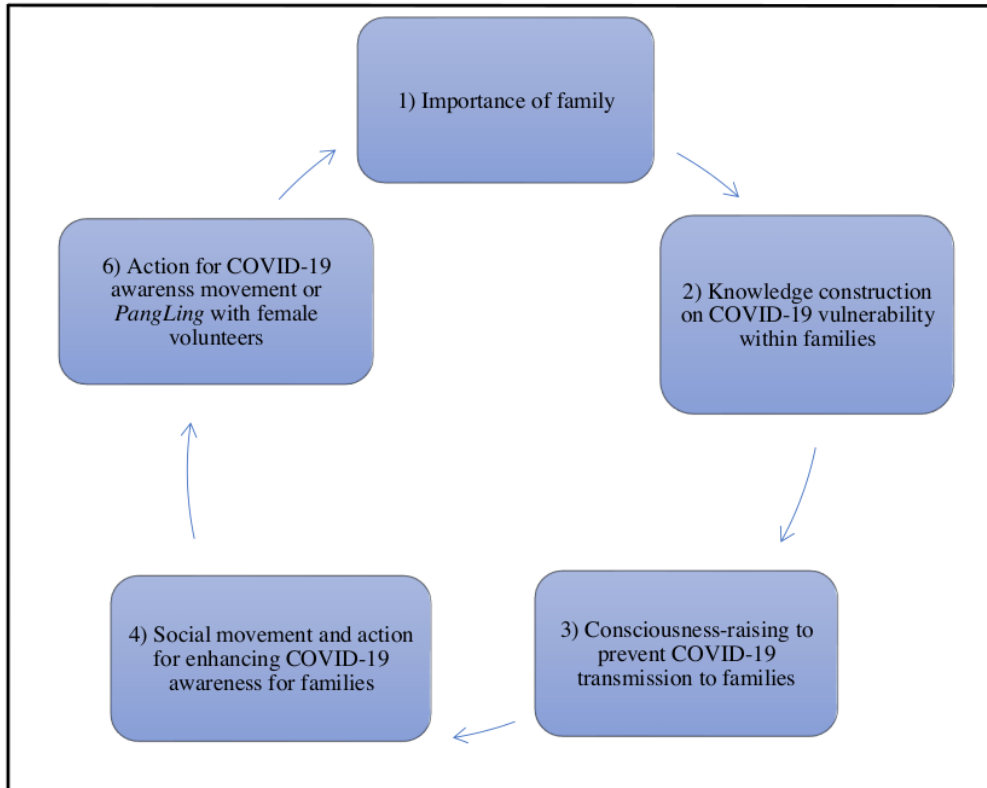 1) Importance of family
2) Knowledge construction
on COVID-19 vulnerability
within families
3) Consciousness-raising to
prevent COVID-19
transmission to families
4) Social movement and action
for enhancing COVID-19
awareness for families
6) Action for COVID-19
awarenss movement or
PangLing with female
volunteers